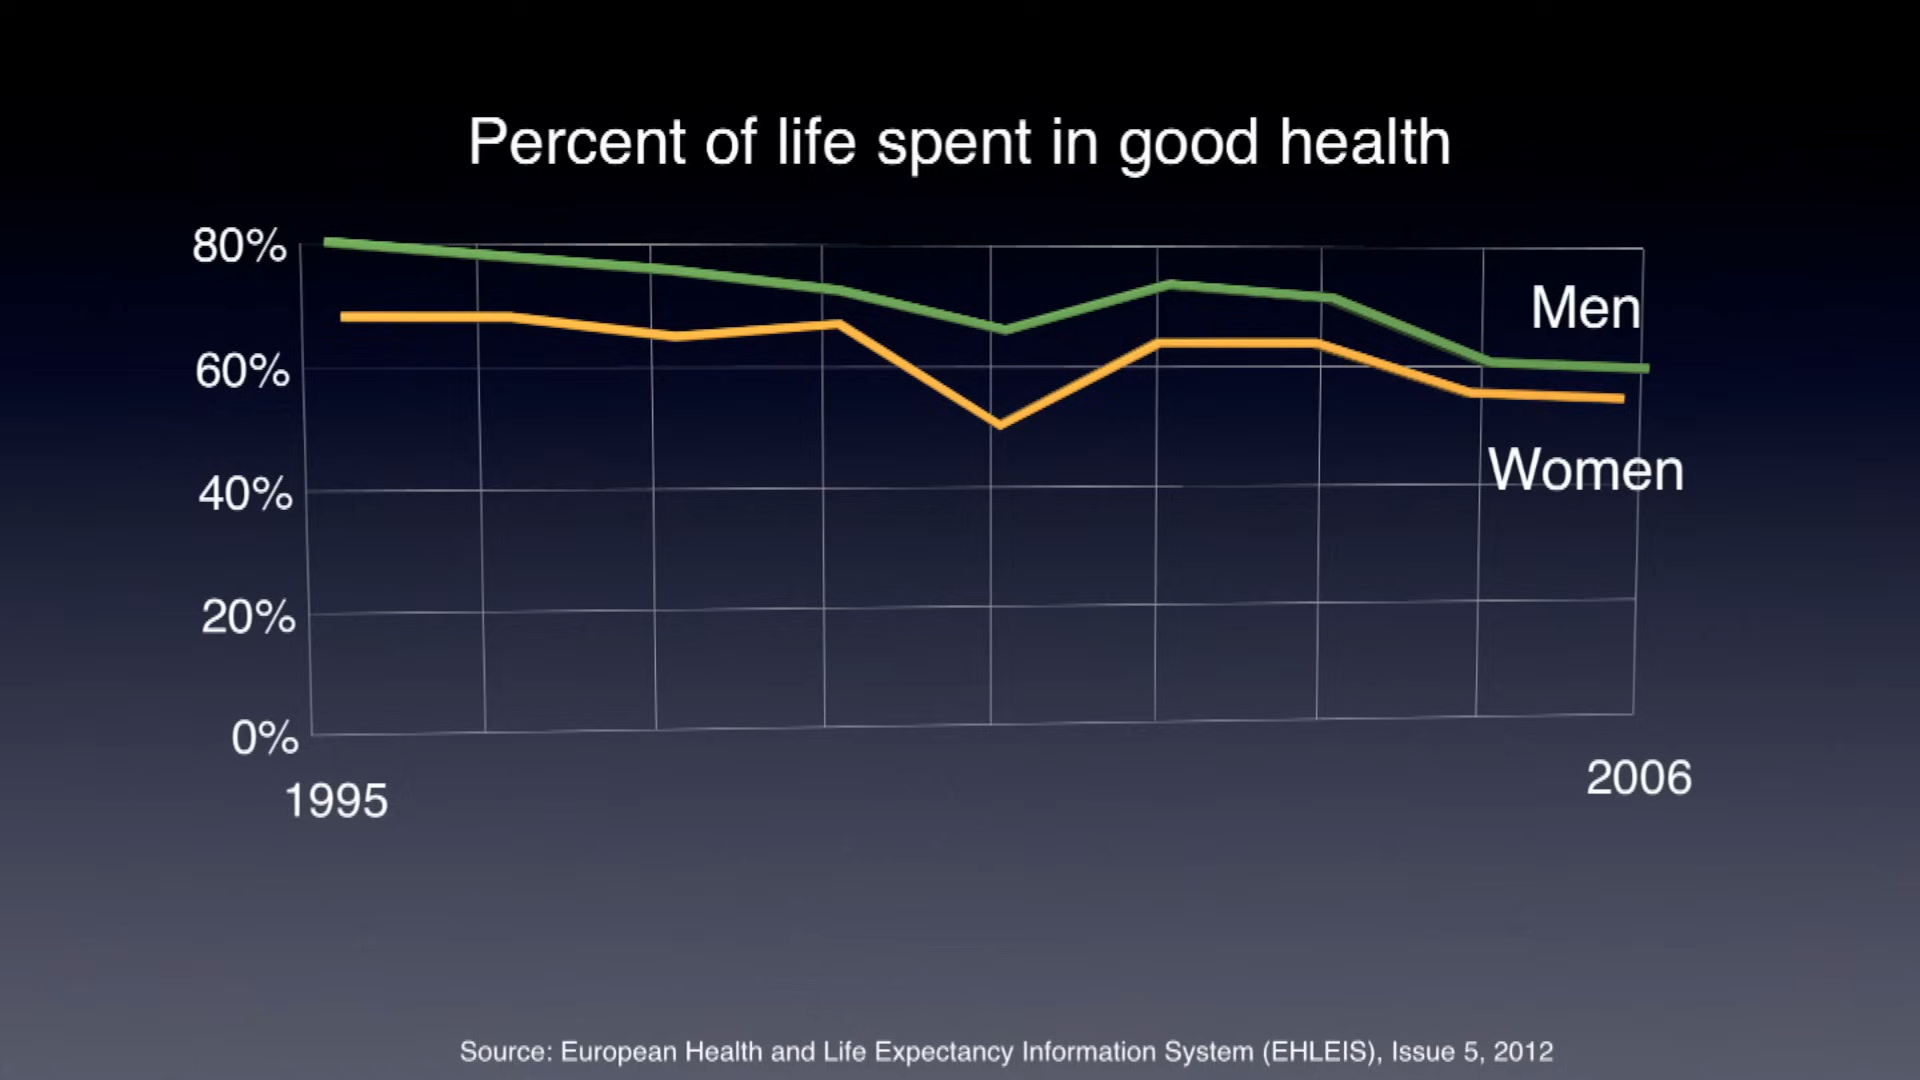 Percent of life spent in good health
80%
60%
40%
20%
0%
Men
Women
1995
2006
Source: European Health and Life Expectancy Information System (EHLEIS), Issue 5, 2012